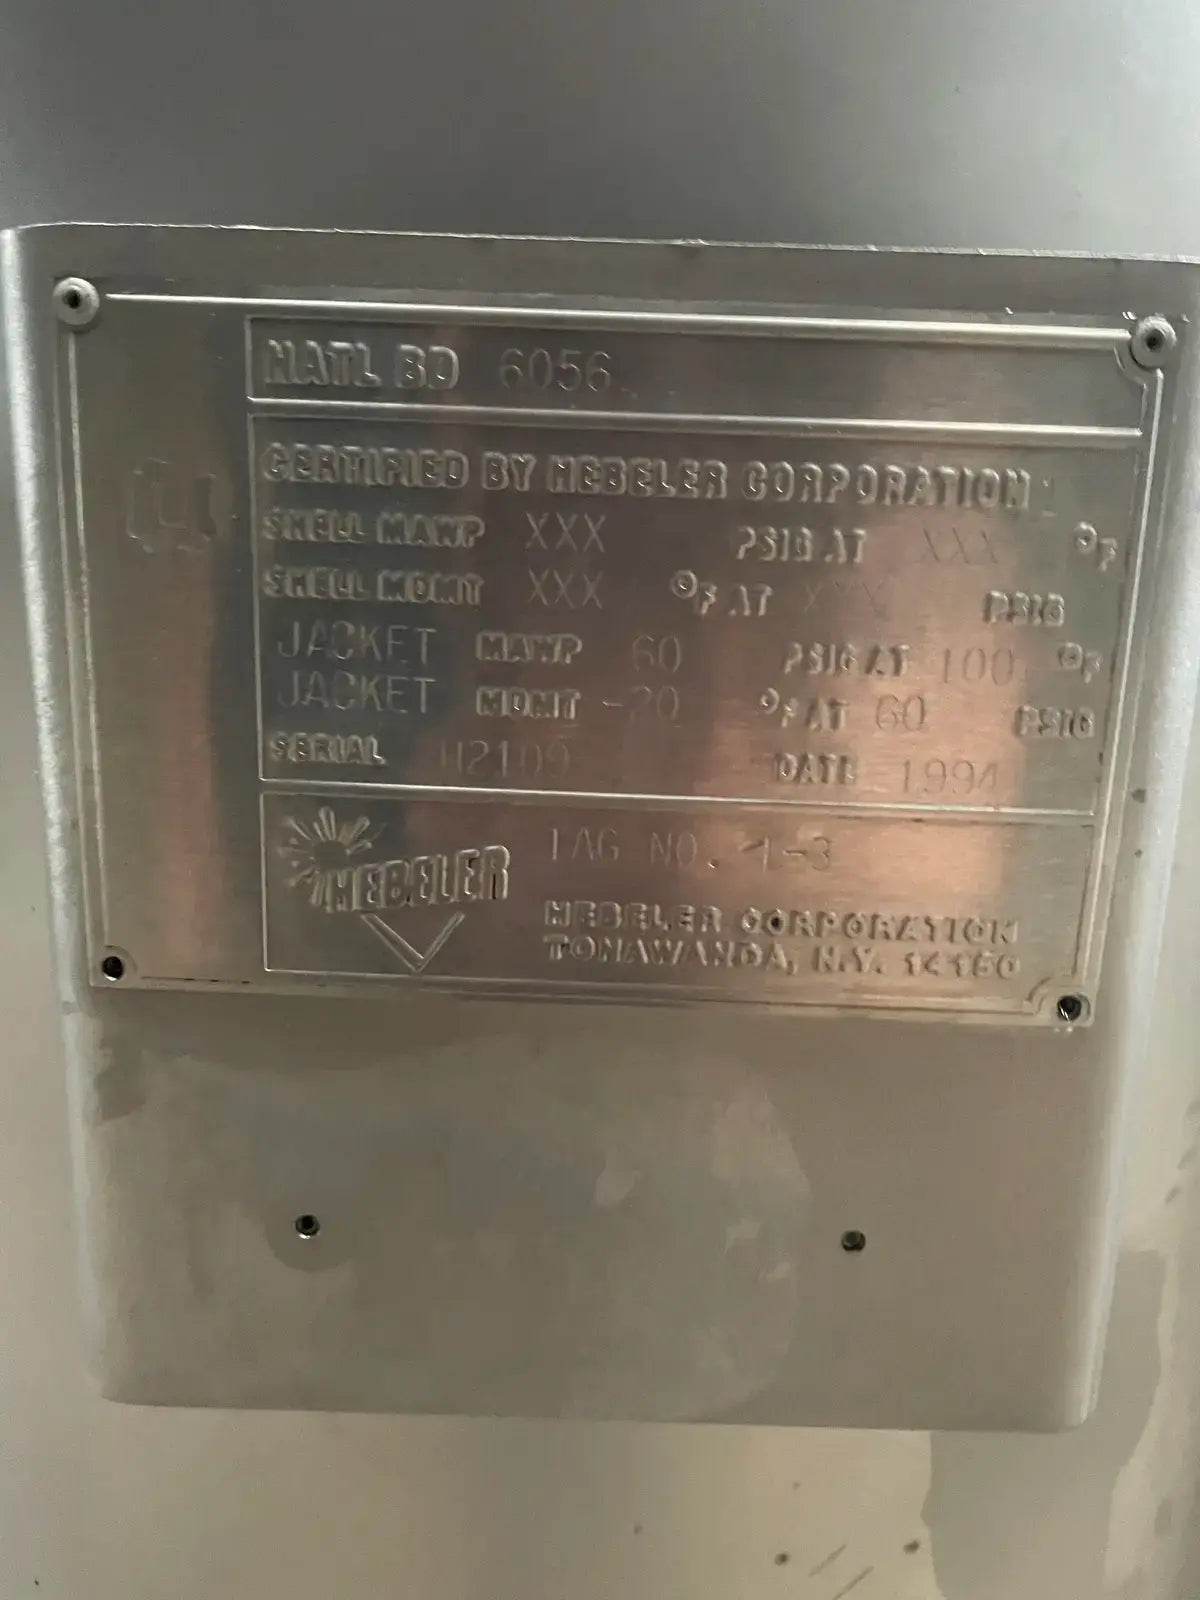 NATL BD 6056
U
CERTIFIED BY HEBELER CORPORATION
SHELL MAWP XXX PSIG AT XXX °F
SHELL MDMT XXX °F AT XXX PSIG
JACKET MAWP 60 PSIG AT 100 °F
JACKET MDMT -20 °F AT 60 PSIG
SERIAL H2109 DATE 1994
HEBELER
TAG NO. 1-3
HEBELER CORPORATION
TONAWANDA, N.Y. 14150